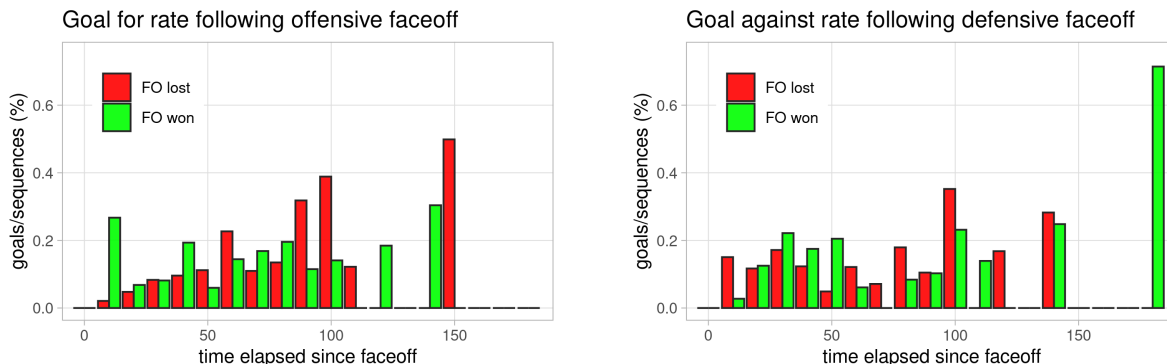 Goal for rate following offensive faceoff
goals/sequences (%)
0.6
0.4
0.2
0.0
FO lost
FO won
0
50
100
150
time elapsed since faceoff
Goal against rate following defensive faceoff
goals/sequences (%)
0.6
0.4
0.2
0.0
FO lost
FO won
0
50
100
150
time elapsed since faceoff